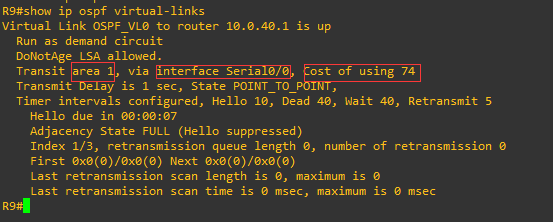 R9#show ip ospf virtual-links
Virtual Link OSPF_VL0 to router 10.0.40.1 is up
Run as demand circuit
DoNotAge LSA allowed.
Transit area 1, via interface Serial0/0, Cost of using 74
Transmit Delay is 1 sec, State POINT_TO_POINT,
Timer intervals configured, Hello 10, Dead 40, Wait 40, Retransmit 5
Hello due in 00:00:07
Adjacency State FULL (Hello suppressed)
Index 1/3, retransmission queue length 0, number of retransmission 0
First 0x0(0)/0x0(0) Next 0x0(0)/0x0(0)
Last retransmission scan length is 0, maximum is 0
Last retransmission scan time is 0 msec, maximum is 0 msec
R9#